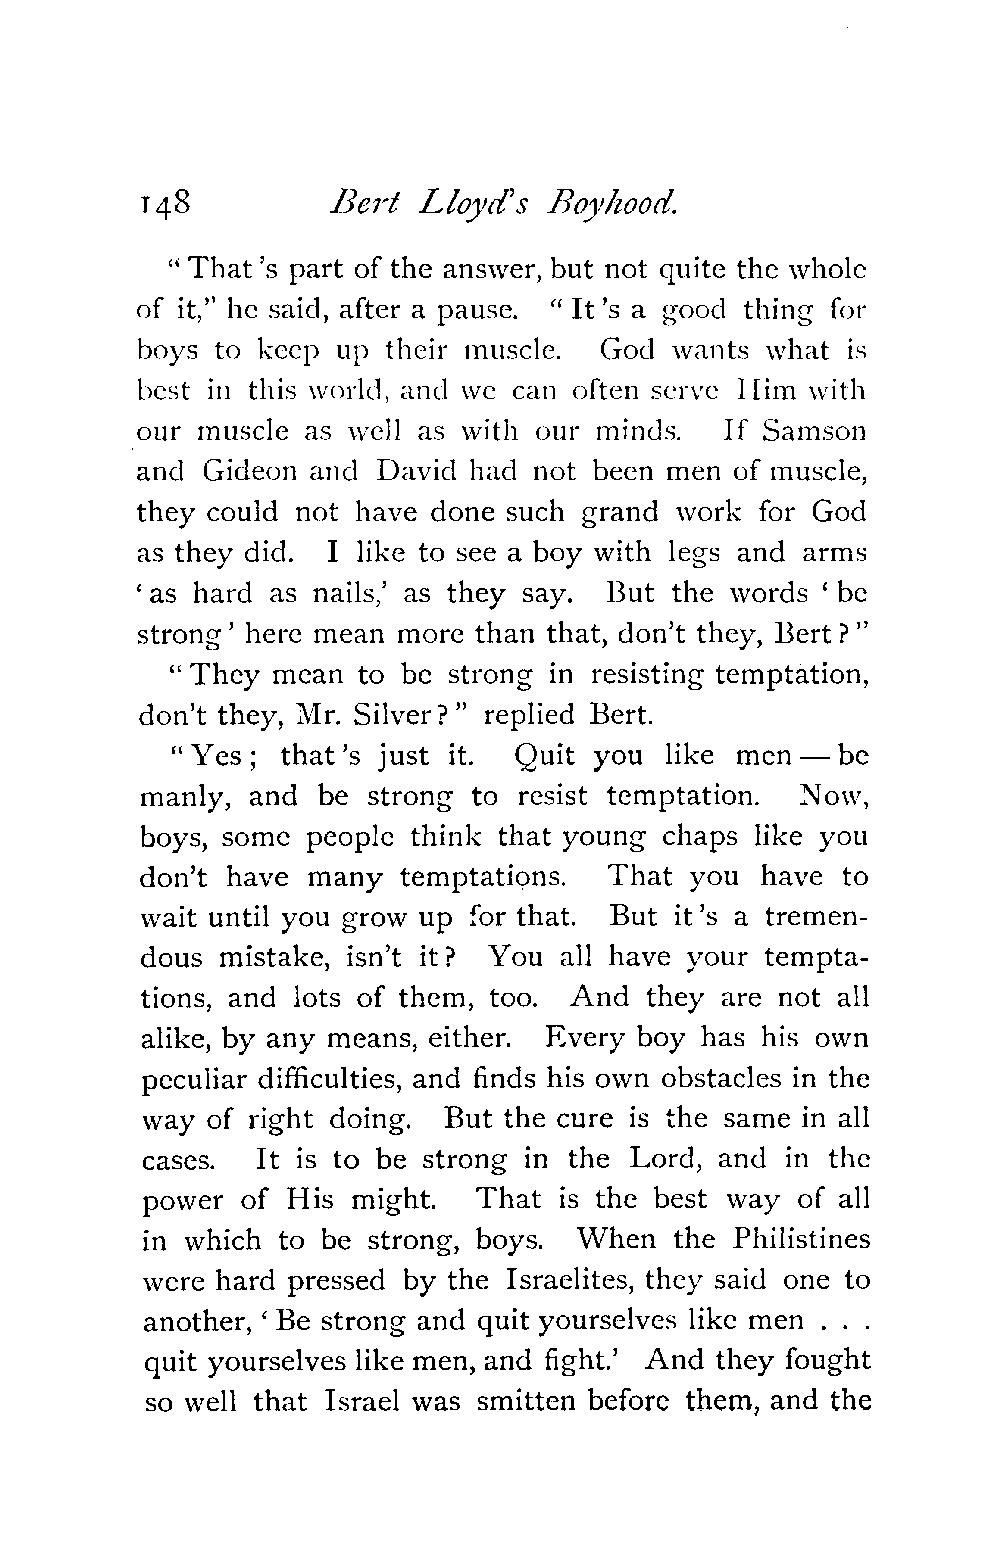 148 Bert Lloyd's Boyhood.
"That's part of the answer, but not quite the whole
of it," he said, after a pause. "It's a good thing for
boys to keep up their muscle. God wants what is
best in this world, and we can often serve Him with
our muscle as well as with our minds. If Samson
and Gideon and David had not been men of muscle,
they could not have done such grand work for God
as they did. I like to see a boy with legs and arms
'as hard as nails,' as they say. But the words 'be
strong' here mean more than that, don't they, Bert?"
"They mean to be strong in resisting temptation,
don't they, Mr. Silver?" replied Bert.
"Yes; that's just it. Quit you like men — be
manly, and be strong to resist temptation. Now,
boys, some people think that young chaps like you
don't have many temptations. That you have to
wait until you grow up for that. But it's a tremen-
dous mistake, isn't it? You all have your tempta-
tions, and lots of them, too. And they are not all
alike, by any means, either. Every boy has his own
peculiar difficulties, and finds his own obstacles in the
way of right doing. But the cure is the same in all
cases. It is to be strong in the Lord, and in the
power of His might. That is the best way of all
in which to be strong, boys. When the Philistines
were hard pressed by the Israelites, they said one to
another, 'Be strong and quit yourselves like men . . .
quit yourselves like men, and fight.' And they fought
so well that Israel was smitten before them, and the